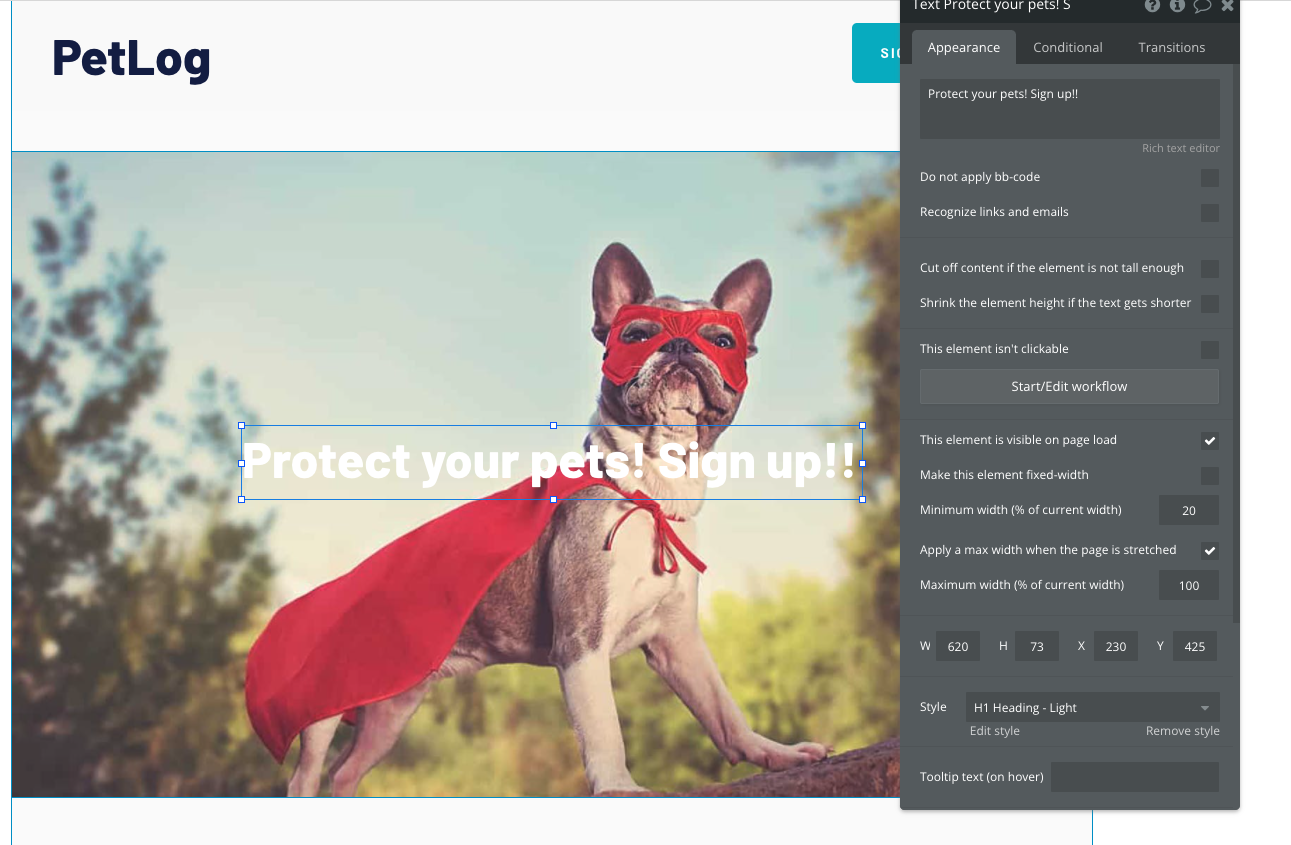 Text Protect your pets! S
PetLog
Appearance
Conditional
Transitions
Protect your pets! Sign up!!
Rich text editor
Do not apply bb-code
Recognize links and emails
Cut off content if the element is not tall enough
Shrink the element height if the text gets shorter
This element isn't clickable
Start/Edit workflow
Protect your pets! Sign up!!
This element is visible on page load
Make this element fixed-width
Minimum width (% of current width) 20
Apply a max width when the page is stretched
Maximum width (% of current width) 100
W 620 H 73 X 230 Y 425
Style H1 Heading - Light
Edit style Remove style
Tooltip text (on hover)